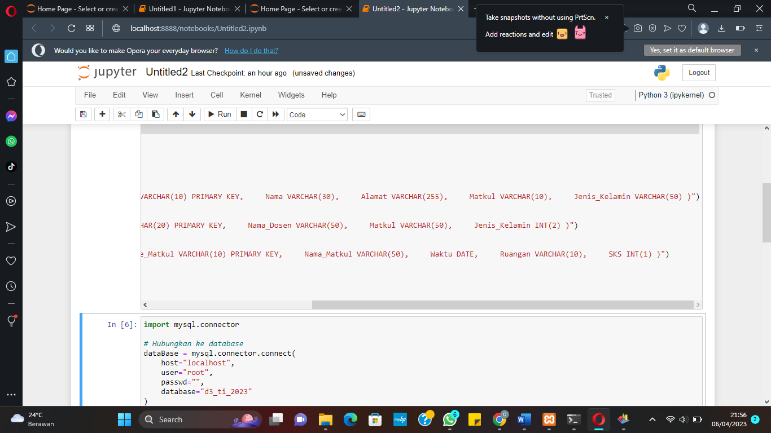 Home Page - Select or crea
Untitled1 - Jupyter Notebo
Home Page - Select or crea
Untitled2 - Jupyter Notebo
Take snapshots without using PrtScn.
Add reactions and edit
localhost:8888/notebooks/Untitled2.ipynb
Would you like to make Opera your everyday browser? How do I do that?
Yes, set as default browser
jupyter Untitled2 Last Checkpoint: an hour ago (unsaved changes)
Logout
File Edit View Insert Cell Kernel Widgets Help
Trusted
Python 3 (ipykernel)
Run
Code
VARCHAR(10) PRIMARY KEY, Nama VARCHAR(30), Alamat VARCHAR(255), Matkul VARCHAR(10), Jenis_Kelamin VARCHAR(50) )")
HAR(20) PRIMARY KEY, Nama_Dosen VARCHAR(50), Matkul VARCHAR(50), Jenis_Kelamin INT(2) )")
e_Matkul VARCHAR(10) PRIMARY KEY, Nama_Matkul VARCHAR(50), Waktu DATE, Ruangan VARCHAR(10), SKS INT(1) )")
In [6]: import mysql.connector
# Hubungkan ke database
dataBase = mysql.connector.connect(
host="localhost",
user="root",
passwd="",
database="d3_ti_2023"
)
24°C
Berawan
Search
21:56
08/04/2023